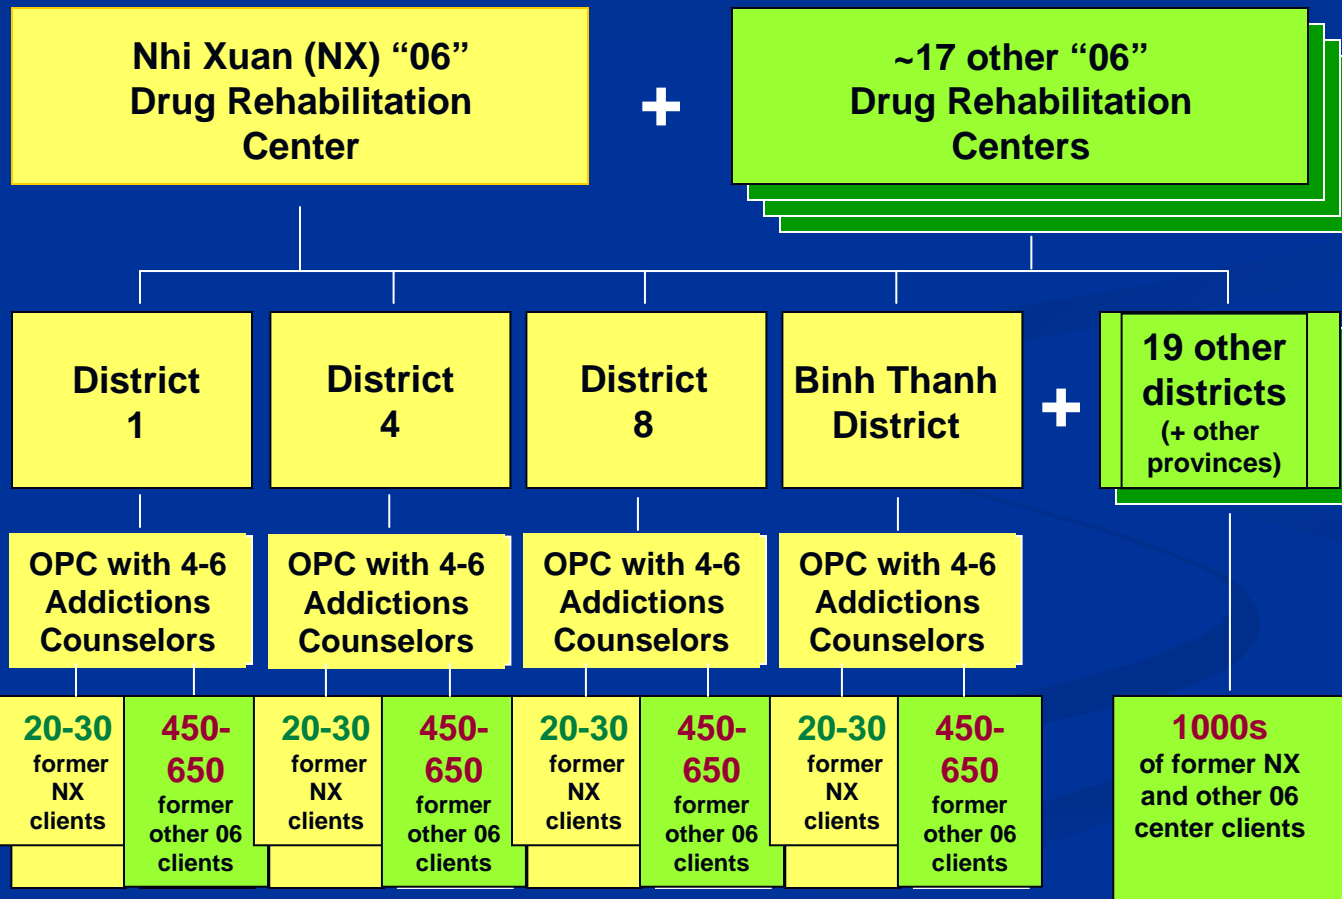 Nhi Xuan (NX) “06”
Drug Rehabilitation
Center
+
~17 other “06”
Drug Rehabilitation
Centers
District
1
District
4
District
8
Binh Thanh
District
+
19 other
districts
(+ other
provinces)
OPC with 4-6
Addictions
Counselors
OPC with 4-6
Addictions
Counselors
OPC with 4-6
Addictions
Counselors
OPC with 4-6
Addictions
Counselors
20-30
former
NX
clients
450-
650
former
other 06
clients
20-30
former
NX
clients
450-
650
former
other 06
clients
20-30
former
NX
clients
450-
650
former
other 06
clients
20-30
former
NX
clients
450-
650
former
other 06
clients
1000s
of former NX
and other 06
center clients